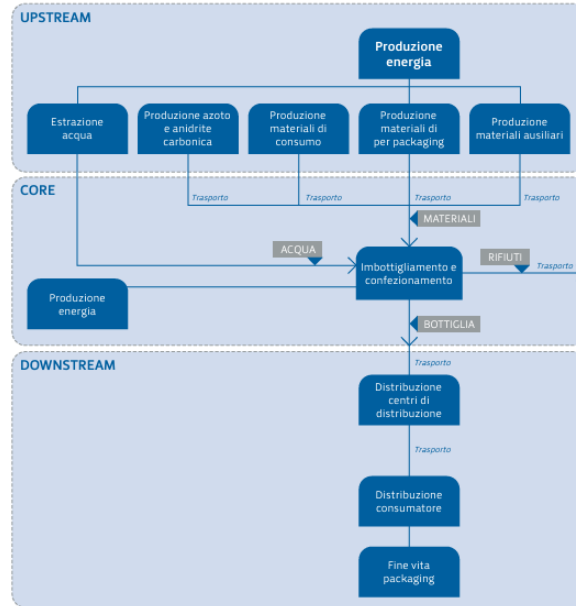 UPSTREAM
Produzione
energia
Estrazione
acqua
Produzione azoto
e anidrite
carbonica
Produzione
materiali di
consumo
Produzione
materiali di
per packaging
Produzione
materiali ausiliari
CORE
Trasporto
Trasporto
Trasporto
Trasporto
MATERIALI
ACQUA
RIFIUTI
Imbottigliamento e
confezionamento
Trasporto
Produzione
energia
BOTTIGLIA
DOWNSTREAM
Trasporto
Distribuzione
centri di
distribuzione
Trasporto
Distribuzione
consumatore
Fine vita
packaging